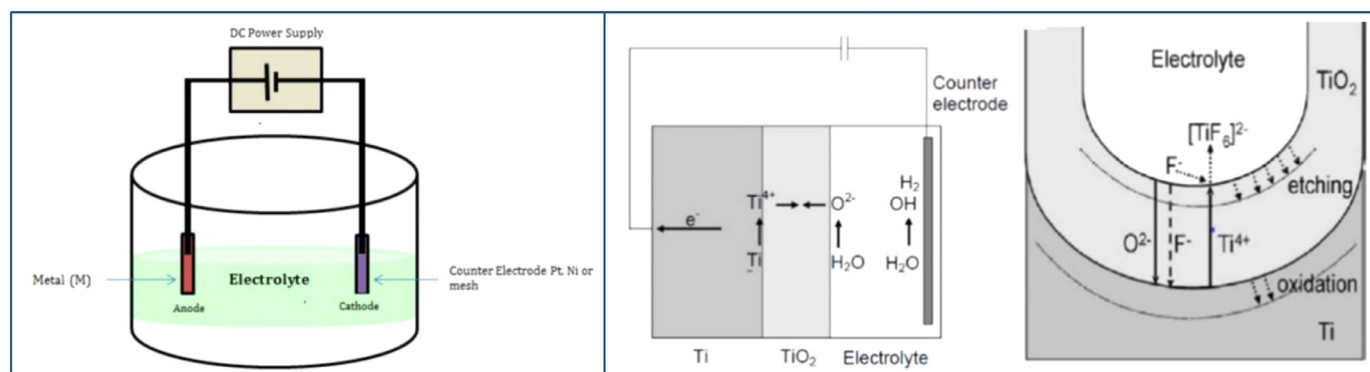 DC Power Supply
Metal (M)
Electrolyte
Counter Electrode Pt, Ni or
mesh
Anode
Cathode
Counter
electrode
H₂
Ti⁴⁺
O²⁻
OH
e⁻
Ti
H₂O
H₂O
Ti
TiO₂
Electrolyte
Electrolyte
TiO₂
[TiF₆]²⁻
F⁻
etching
O²⁻
F⁻
Ti⁴⁺
oxidation
Ti